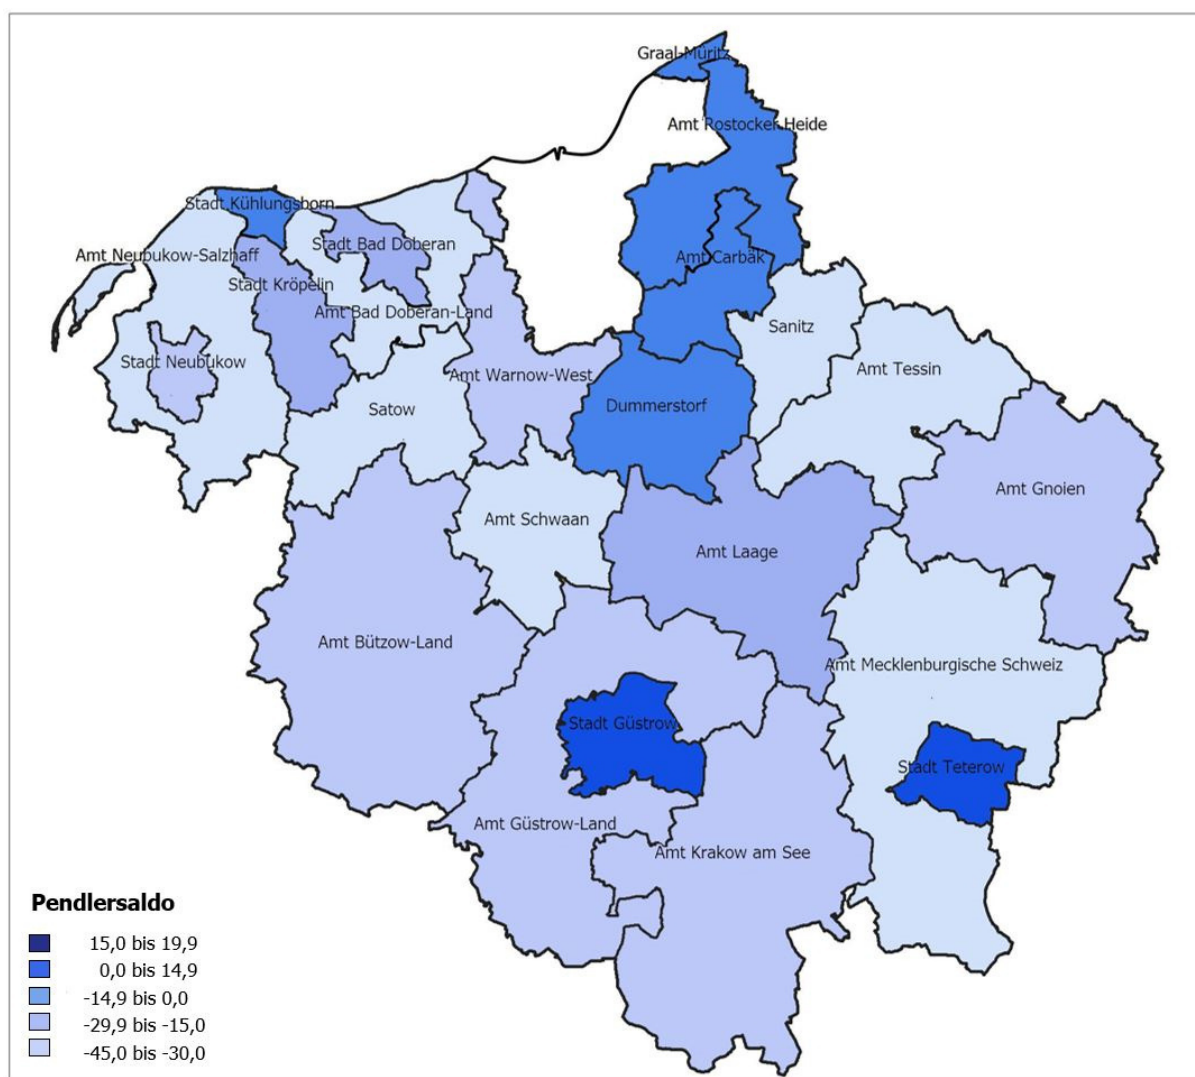 Graal-Müritz
Amt Rostocker Heide
Stadt Kühlungsborn
Stadt Bad Doberan
Amt Neubukow-Salzhaff
Amt Carbäk
Stadt Kröpelin
Amt Bad Doberan-Land
Sanitz
Stadt Neubukow
Amt Tessin
Amt Warnow-West
Satow
Dummerstorf
Amt Gnoien
Amt Schwaan
Amt Laage
Amt Bützow-Land
Amt Mecklenburgische Schweiz
Stadt Güstrow
Stadt Teterow
Amt Güstrow-Land
Amt Krakow am See
Pendlersaldo
15,0 bis 19,9
0,0 bis 14,9
-14,9 bis 0,0
-29,9 bis -15,0
-45,0 bis -30,0